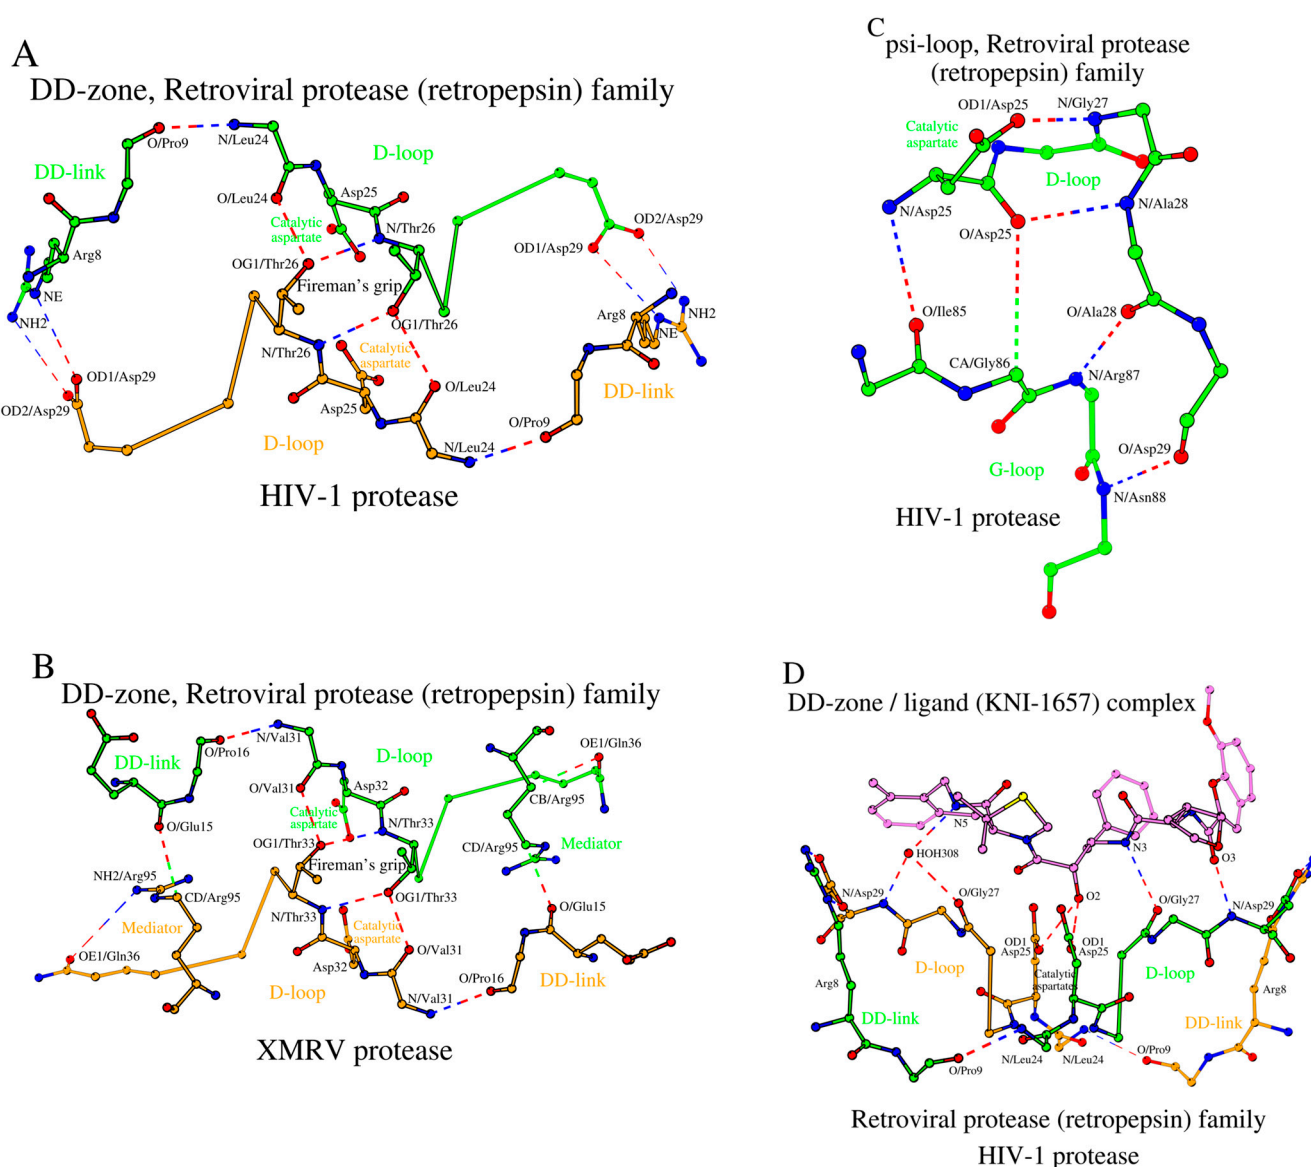 A
DD-zone, Retroviral protease (retropepsin) family
O/Pro9
N/Leu24
D-loop
DD-link
O/Leu24
Asp25
Catalytic
aspartate
N/Thr26
OD2/Asp29
OD1/Asp29
Arg8
OG1/Thr26
Fireman's grip
NE
NH2
OG1/Thr26
Arg8
NH2
NE
N/Thr26
Catalytic
aspartate
OD1/Asp29
O/Leu24
DD-link
OD2/Asp29
Asp25
O/Pro9
D-loop
N/Leu24
HIV-1 protease
C
psi-loop, Retroviral protease
(retropepsin) family
OD1/Asp25
N/Gly27
Catalytic
aspartate
D-loop
N/Asp25
N/Ala28
O/Asp25
O/Ile85
O/Ala28
CA/Gly86
N/Arg87
O/Asp29
G-loop
N/Asn88
HIV-1 protease
B
DD-zone, Retroviral protease (retropepsin) family
N/Val31
O/Pro16
D-loop
OE1/Gln36
DD-link
O/Val31
Asp32
CB/Arg95
Catalytic
aspartate
N/Thr33
O/Glu15
OG1/Thr33
Mediator
CD/Arg95
Fireman's grip
NH2/Arg95
CD/Arg95
OG1/Thr33
O/Glu15
N/Thr33
Mediator
Catalytic
aspartate
O/Val31
OE1/Gln36
Asp32
O/Pro16
DD-link
D-loop
N/Val31
XMRV protease
D
DD-zone / ligand (KNI-1657) complex
N5
HOH308
N3
O3
N/Asp29
O/Gly27
O2
O/Gly27
N/Asp29
OD1
Asp25
OD1
Asp25
D-loop
Catalytic
aspartates
D-loop
Arg8
Arg8
DD-link
DD-link
O/Pro9
N/Leu24
N/Leu24
O/Pro9
Retroviral protease (retropepsin) family
HIV-1 protease